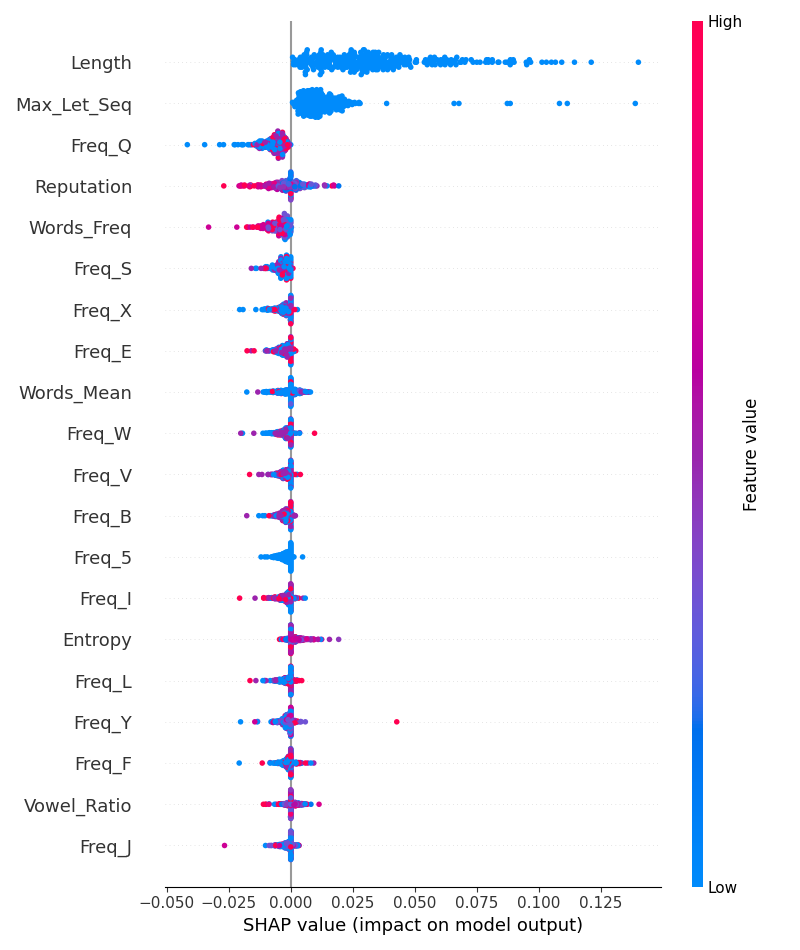 High
Length
Max_Let_Seq
Freq_Q
Reputation
Words_Freq
Freq_S
Freq_X
Freq_E
Words_Mean
Freq_W
Freq_V
Freq_B
Freq_5
Freq_I
Entropy
Freq_L
Freq_Y
Freq_F
Vowel_Ratio
Freq_J
Feature value
Low
−0.050 −0.025 0.000 0.025 0.050 0.075 0.100 0.125
SHAP value (impact on model output)